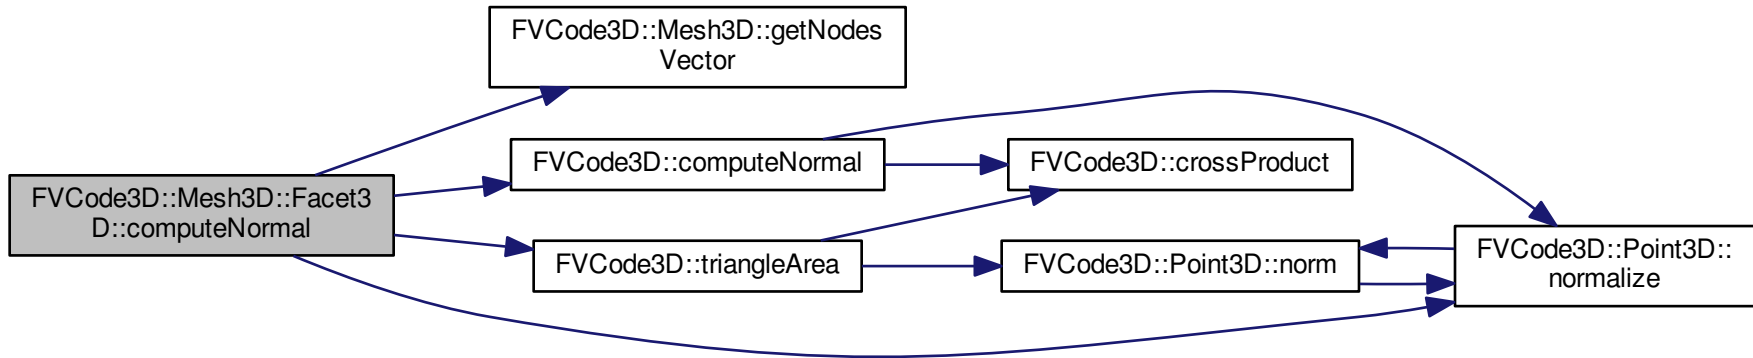 FVCode3D::Mesh3D::getNodes
Vector
FVCode3D::computeNormal
FVCode3D::crossProduct
FVCode3D::Mesh3D::Facet3
D::computeNormal
FVCode3D::triangleArea
FVCode3D::Point3D::norm
FVCode3D::Point3D::
normalize